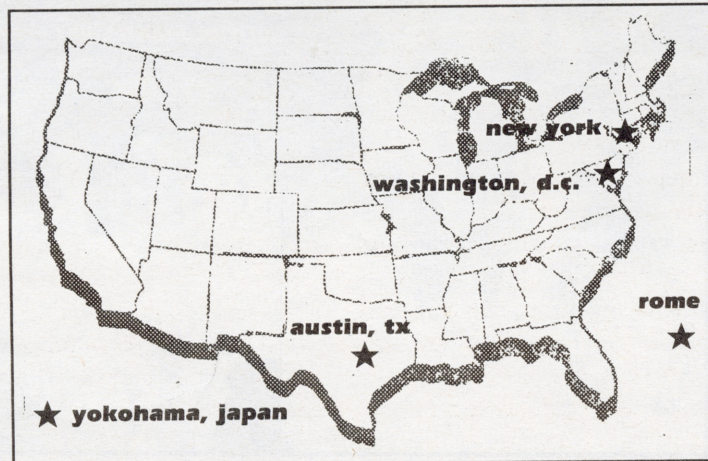 new york
washington, d.c.
rome
austin, tx
yokohama, japan